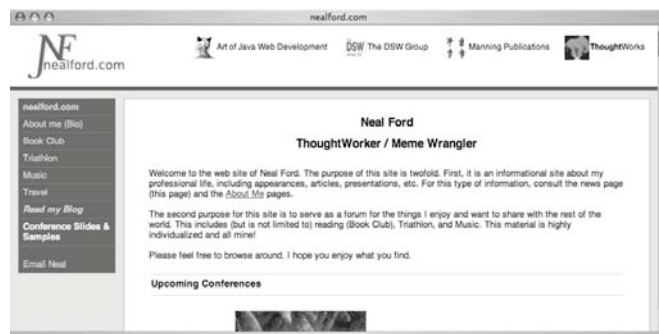 nealford.com
NF
nealford.com
Art of Java Web Development
DSW The DSW Group
Manning Publications
ThoughtWorks
nealford.com
About me (Bio)
Book Club
Triathlon
Music
Travel
Read my Blog
Conference Slides &
Samples
Email Neal
Neal Ford
ThoughtWorker / Meme Wrangler
Welcome to the web site of Neal Ford. The purpose of this site is twofold. First, it is an informational site about my
professional life, including appearances, articles, presentations, etc. For this type of information, consult the news page
(this page) and the About Me pages.
The second purpose for this site is to serve as a forum for the things I enjoy and want to share with the rest of the
world. This includes (but is not limited to) reading (Book Club), Triathlon, and Music. This material is highly
individualized and all mine!
Please feel free to browse around. I hope you enjoy what you find.
Upcoming Conferences